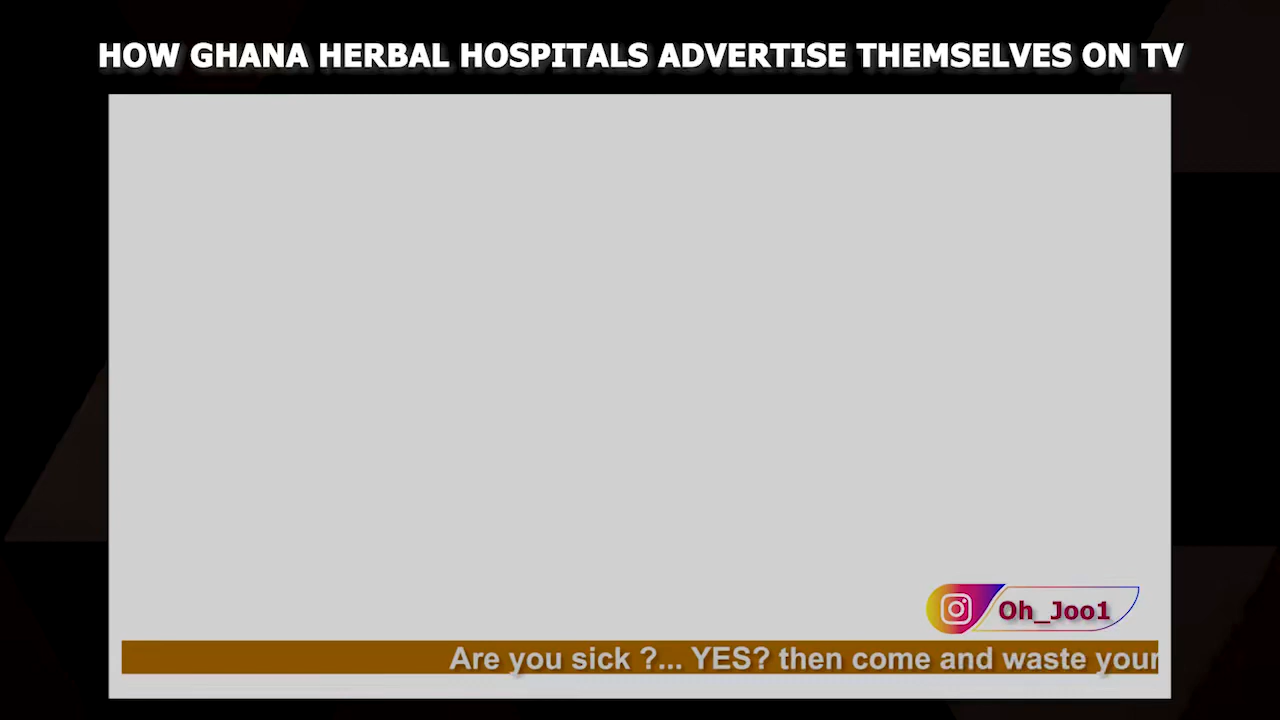 HOW GHANA HERBAL HOSPITALS ADVERTISE THEMSELVES ON TV
Oh_Joo1
Are you sick ?... YES? then come and waste your